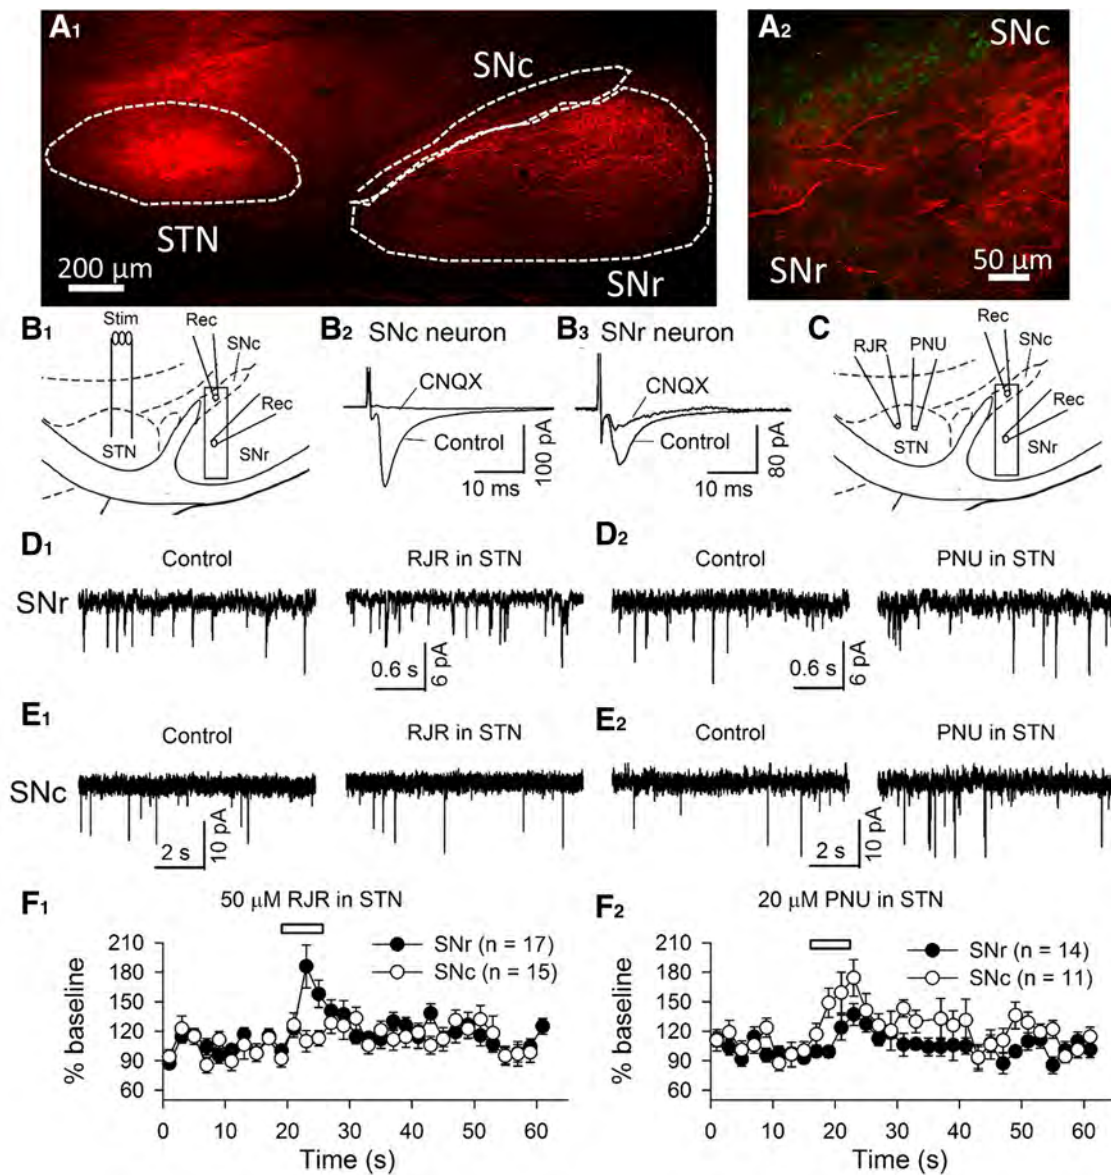 A1
SNc
STN
SNr
200 µm
A2
SNc
SNr
50 µm
B1
Stim
Rec
SNc
Rec
STN
SNr
B2 SNc neuron
CNQX
Control
10 ms
100 pA
B3 SNr neuron
CNQX
Control
10 ms
80 pA
C
RJR
PNU
Rec
SNc
Rec
STN
SNr
D1
Control
RJR in STN
SNr
0.6 s
6 pA
D2
Control
PNU in STN
0.6 s
6 pA
E1
Control
RJR in STN
SNc
2 s
10 pA
E2
Control
PNU in STN
2 s
10 pA
F1
50 µM RJR in STN
SNr (n = 17)
SNc (n = 15)
% baseline
210
180
150
120
90
60
0 10 20 30 40 50 60
Time (s)
F2
20 µM PNU in STN
SNr (n = 14)
SNc (n = 11)
% baseline
210
180
150
120
90
60
0 10 20 30 40 50 60
Time (s)